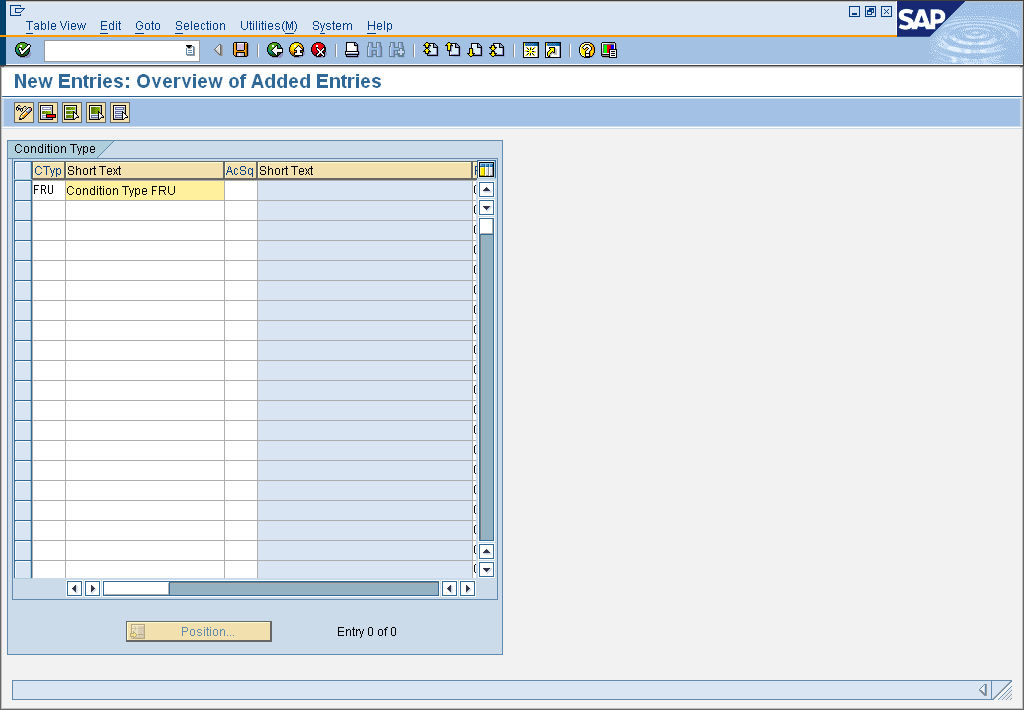 Table View Edit Goto Selection Utilities(M) System Help
SAP
New Entries: Overview of Added Entries
Condition Type
CTyp Short Text AcSq Short Text
FRU Condition Type FRU
Position... Entry 0 of 0